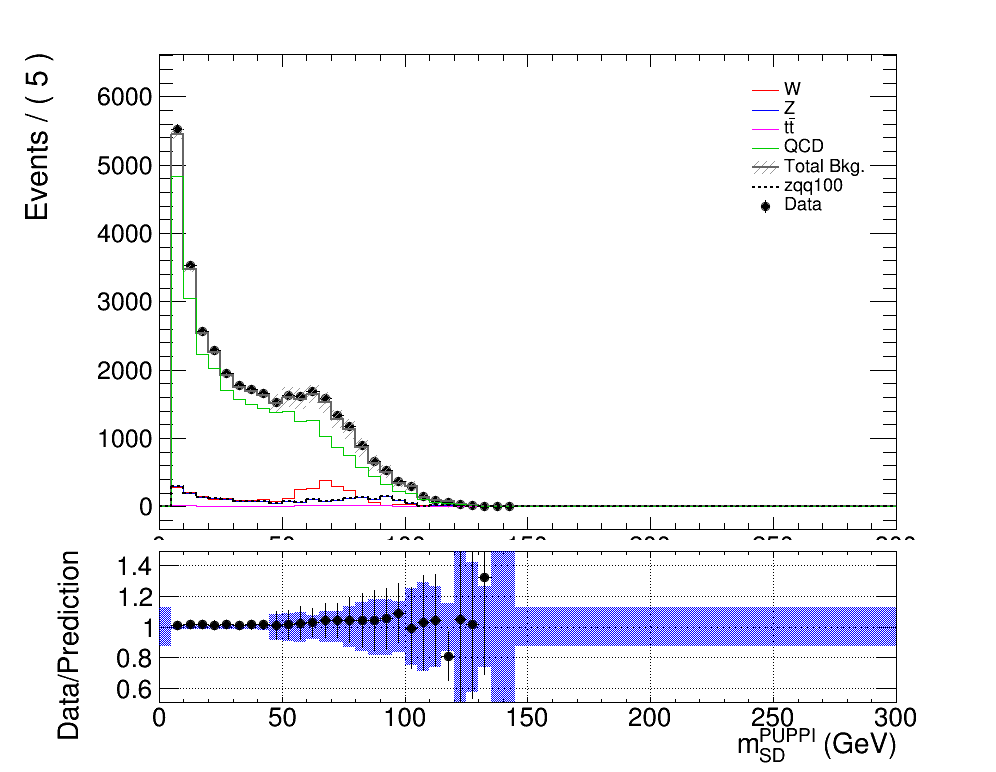 Events / ( 5 )
6000
5000
4000
3000
2000
1000
0
W
Z
tt̄
QCD
Total Bkg.
zqq100
Data
Data/Prediction
1.4
1.2
1
0.8
0.6
0 50 100 150 200 250 300
m_SD^PUPPI (GeV)